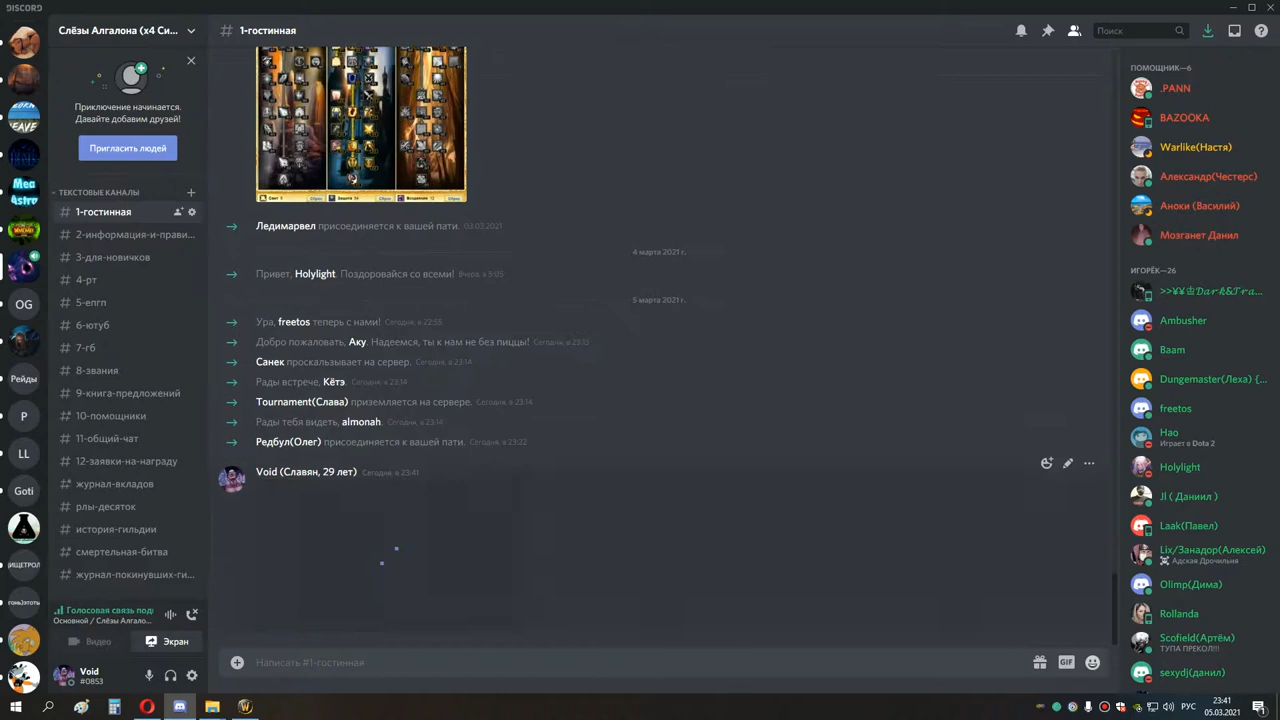 DISCORD
Слёзы Алгалона (x4 Си...
1-гостинная
Поиск
Приключение начинается.
Давайте добавим друзей!
Пригласить людей
ТЕКСТОВЫЕ КАНАЛЫ
1-гостинная
2-информация-и-прави...
3-для-новичков
4-рт
5-епгп
6-ютуб
7-гб
8-звания
9-книга-предложений
10-помощники
11-общий-чат
12-заявки-на-награду
журнал-вкладов
рлы-десяток
история-гильдии
смертельная-битва
журнал-покинувших-ги...
Голосовая связь под
Основной / Слёзы Алгало...
Видео
Экран
Void
OG
Рейды
P
LL
Goti
Mea
Astro
Ледимарвел присоединяется к вашей пати. 03.03.2021
4 марта 2021 г.
Привет, Holylight. Поздоровайся со всеми! Вчера, в 9:05
5 марта 2021 г.
Ура, freetos теперь с нами! Сегодня, в 22:55
Добро пожаловать, Аку. Надеемся, ты к нам не без пиццы! Сегодня, в 23:13
Санек проскальзывает на сервер. Сегодня, в 23:14
Рады встрече, Кётэ. Сегодня, в 23:14
Tournament(Слава) приземляется на сервере. Сегодня, в 23:14
Рады тебя видеть, almonah. Сегодня, в 23:14
Редбул(Олег) присоединяется к вашей пати. Сегодня, в 23:22
Void (Славян, 29 лет) Сегодня, в 23:41
Написать #1-гостинная
GIF
ПОМОЩНИК—6
.PANN
BAZOOKA
Warlike(Настя)
Александр(Честерс)
Аноки (Василий)
Мозганет Данил
ИГОРЁК—26
Ambusher
Baam
Dungemaster(Леха) {...
freetos
Hao
Играет в Dota 2
Holylight
Jl ( Даниил )
Laak(Павел)
Lix/Занадор(Алексей)
Адская Дрочильня
Olimp(Дима)
Rollanda
Scofield(Артём)
ТУПА ПРЕКОЛ!!!
sexydj(данил)
РУС
23:41
05.03.2021